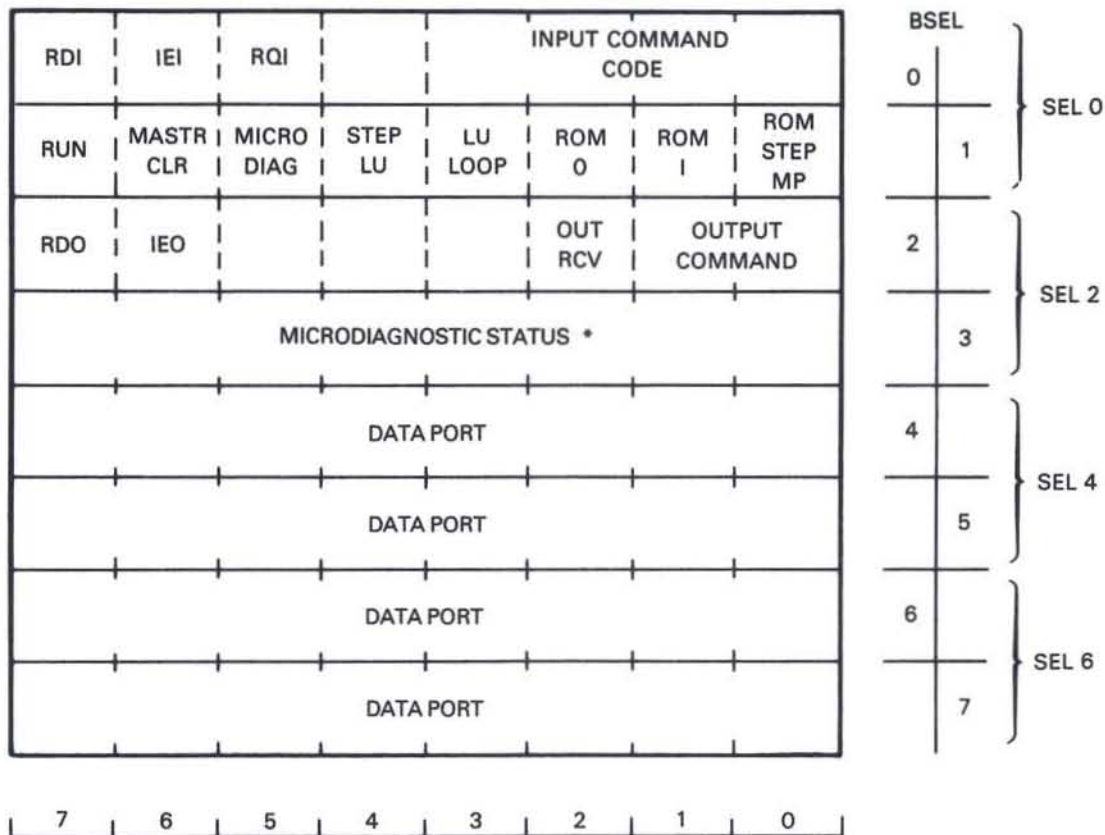 BSEL
RDI IEI RQI INPUT COMMAND
CODE
0
SEL 0
RUN MASTR
CLR MICRO
DIAG STEP
LU LU
LOOP ROM
0 ROM
I ROM
STEP
MP
1
RDO IEO OUT
RCV OUTPUT
COMMAND
2
SEL 2
MICRODIAGNOSTIC STATUS *
3
DATA PORT
4
SEL 4
DATA PORT
5
DATA PORT
6
SEL 6
DATA PORT
7
7 6 5 4 3 2 1 0